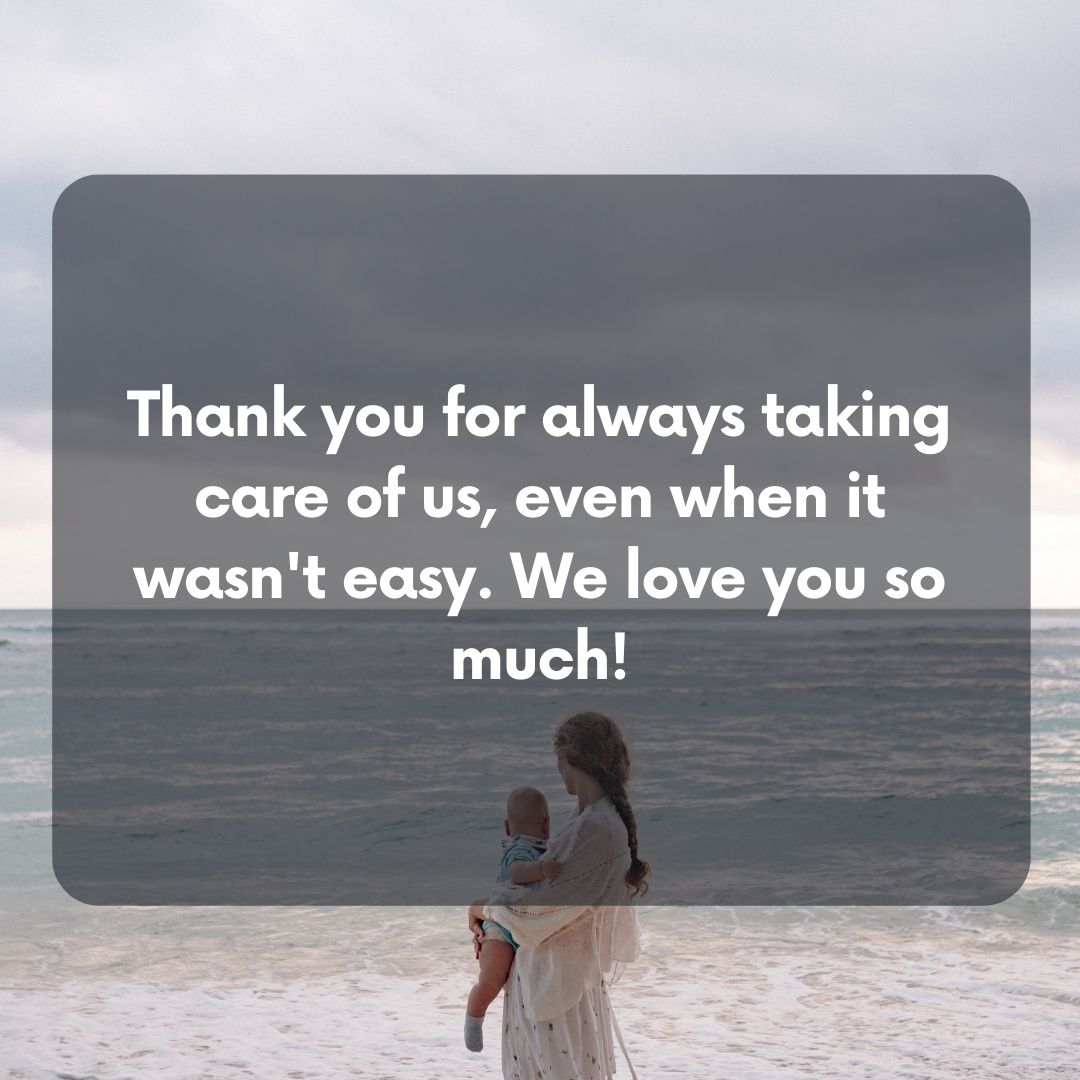 Thank you for always taking
care of us, even when it
wasn't easy. We love you so
much!